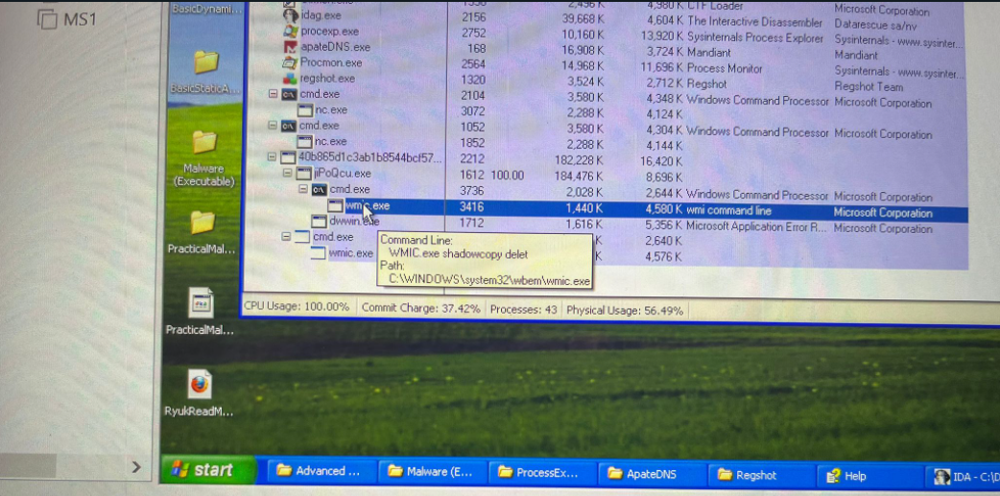 MS1
BasicDynami...
BasicStaticA...
Malware
(Executable)
PracticalMal...
PracticalMal...
RyukReadM...
4,980 K CTF Loader Microsoft Corporation
idag.exe 2156 39,668 K 4,604 K The Interactive Disassembler Datarescue sa/nv
procexp.exe 2752 10,160 K 13,920 K Sysinternals Process Explorer Sysinternals - www.sysinter...
apateDNS.exe 168 16,908 K 3,724 K Mandiant Mandiant
Procmon.exe 2564 14,968 K 11,696 K Process Monitor Sysinternals - www.sysinter...
regshot.exe 1320 3,524 K 2,712 K Regshot Regshot Team
cmd.exe 2104 3,580 K 4,348 K Windows Command Processor Microsoft Corporation
nc.exe 3072 2,288 K 4,124 K
cmd.exe 1052 3,580 K 4,304 K Windows Command Processor Microsoft Corporation
nc.exe 1852 2,288 K 4,144 K
40b865d1c3ab1b8544bcf57... 2212 182,228 K 16,420 K
jiPoQcu.exe 1612 100.00 184,476 K 8,696 K
cmd.exe 3736 2,028 K 2,644 K Windows Command Processor Microsoft Corporation
wmic.exe 3416 1,440 K 4,580 K wmi command line Microsoft Corporation
dwwin.exe 1712 1,616 K 5,356 K Microsoft Application Error R... Microsoft Corporation
cmd.exe K 2,640 K
wmic.exe K 4,576 K
Command Line:
WMIC.exe shadowcopy delet
Path:
C:\WINDOWS\system32\wbem\wmic.exe
CPU Usage: 100.00% Commit Charge: 37.42% Processes: 43 Physical Usage: 56.49%
start Advanced ... Malware (E... ProcessEx... ApateDNS Regshot Help IDA - C:\D